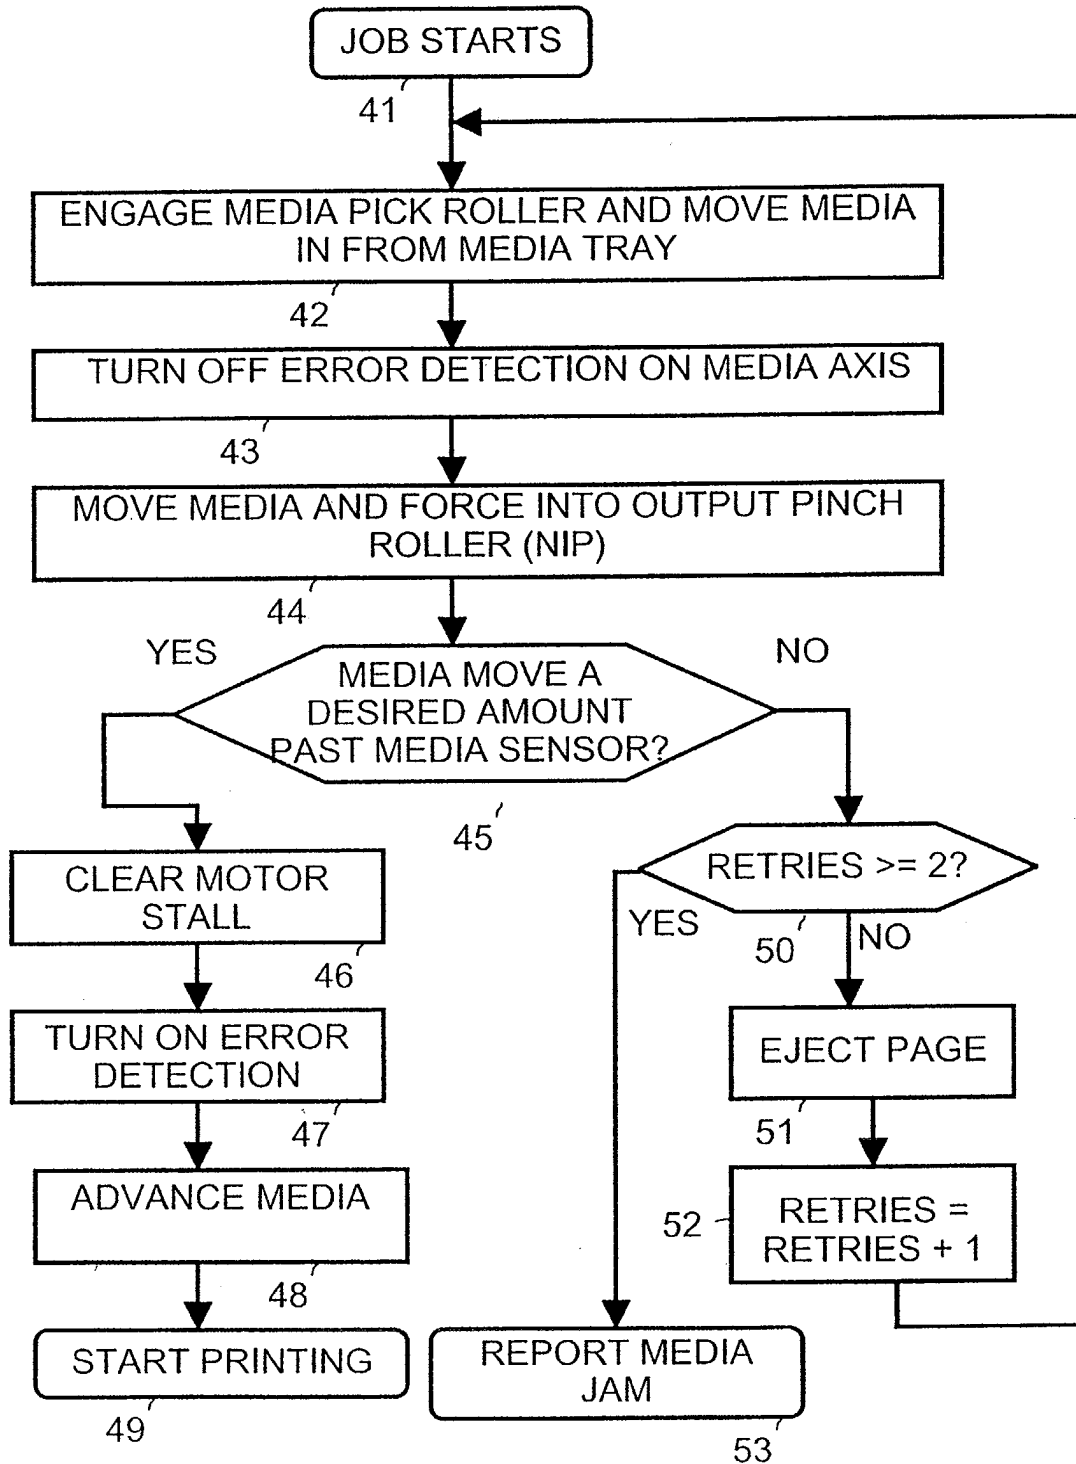 JOB STARTS
41
ENGAGE MEDIA PICK ROLLER AND MOVE MEDIA
IN FROM MEDIA TRAY
42
TURN OFF ERROR DETECTION ON MEDIA AXIS
43
MOVE MEDIA AND FORCE INTO OUTPUT PINCH
ROLLER (NIP)
44
YES
NO
MEDIA MOVE A
DESIRED AMOUNT
PAST MEDIA SENSOR?
45
CLEAR MOTOR
STALL
46
TURN ON ERROR
DETECTION
47
ADVANCE MEDIA
48
START PRINTING
49
RETRIES >= 2?
50
YES
NO
EJECT PAGE
51
RETRIES =
RETRIES + 1
52
REPORT MEDIA
JAM
53